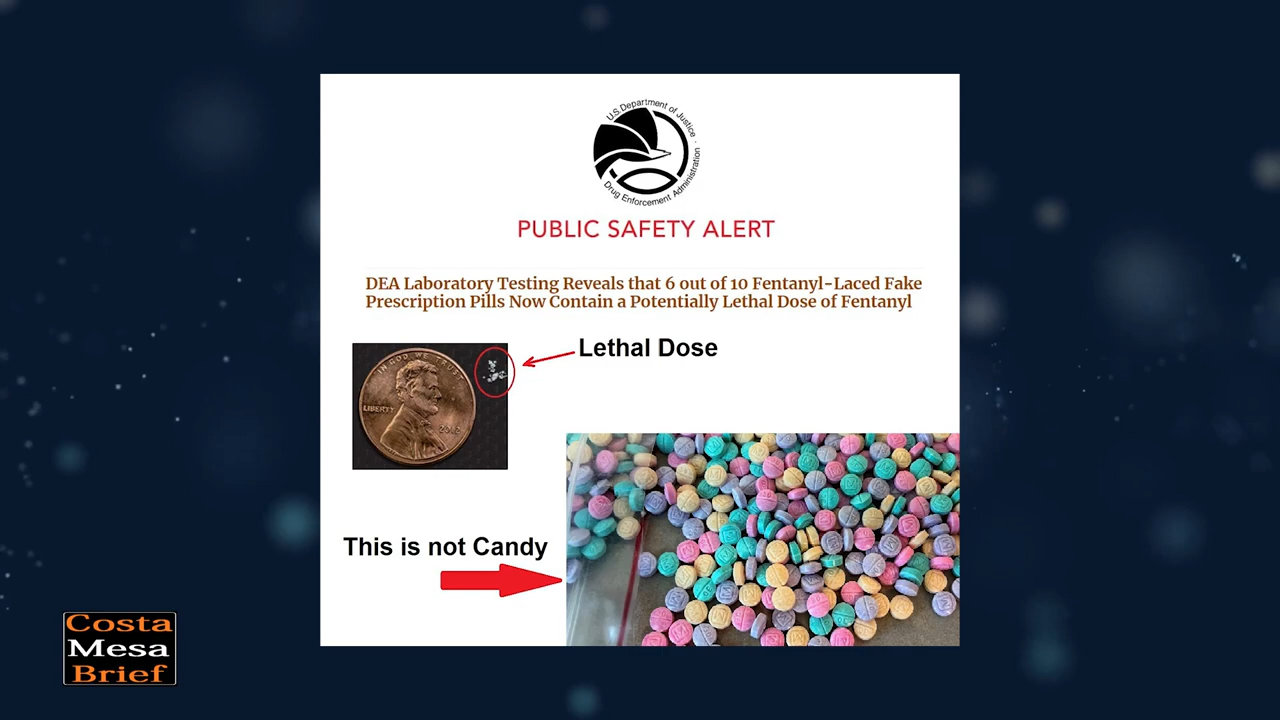 U.S. Department of Justice -
Drug Enforcement Administration
PUBLIC SAFETY ALERT
DEA Laboratory Testing Reveals that 6 out of 10 Fentanyl-Laced Fake
Prescription Pills Now Contain a Potentially Lethal Dose of Fentanyl
Lethal Dose
IN GOD WE TRUST
LIBERTY
This is not Candy
Costa
Mesa
Brief